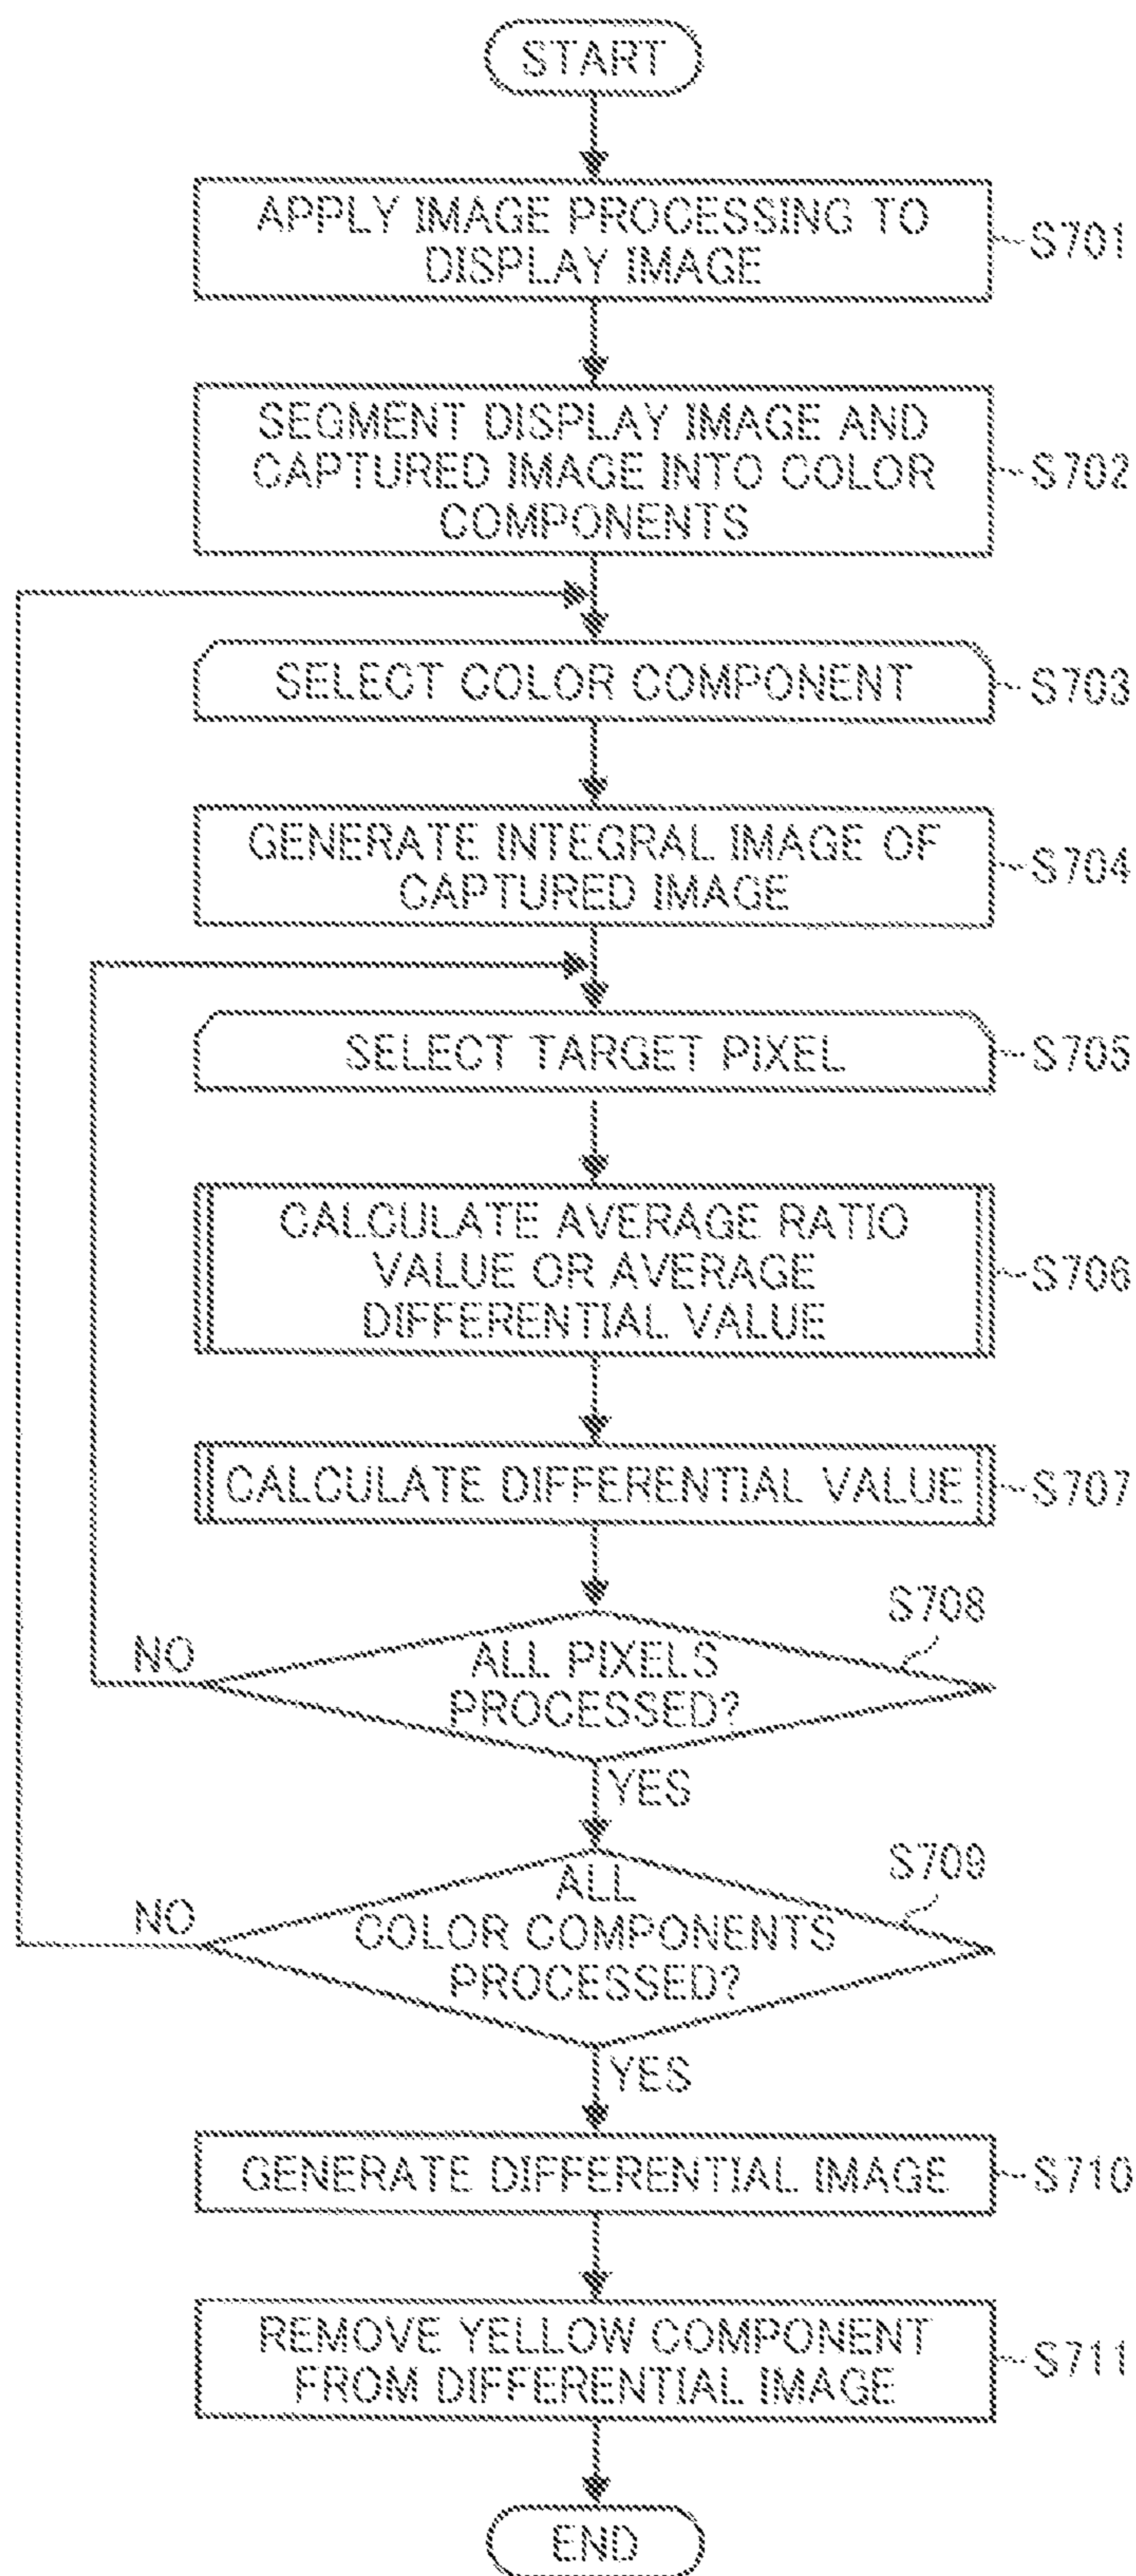 START
APPLY IMAGE PROCESSING TO
DISPLAY IMAGE
S701
SEGMENT DISPLAY IMAGE AND
CAPTURED IMAGE INTO COLOR
COMPONENTS
S702
SELECT COLOR COMPONENT
S703
GENERATE INTEGRAL IMAGE OF
CAPTURED IMAGE
S704
SELECT TARGET PIXEL
S705
CALCULATE AVERAGE RATIO
VALUE OR AVERAGE
DIFFERENTIAL VALUE
S706
CALCULATE DIFFERENTIAL VALUE
S707
S708
NO
ALL PIXELS
PROCESSED?
YES
S709
NO
ALL
COLOR COMPONENTS
PROCESSED?
YES
GENERATE DIFFERENTIAL IMAGE
S710
REMOVE YELLOW COMPONENT
FROM DIFFERENTIAL IMAGE
S711
END